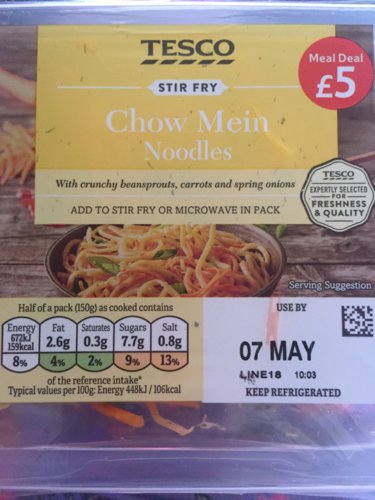 TESCO
Meal Deal
£5
STIR FRY
Chow Mein
Noodles
With crunchy beansprouts, carrots and spring onions
ADD TO STIR FRY OR MICROWAVE IN PACK
TESCO
EXPERTLY SELECTED
FOR
FRESHNESS
& QUALITY
Serving Suggestion
Half of a pack (150g) as cooked contains
Energy Fat Saturates Sugars Salt
672kJ 2.6g 0.3g 7.7g 0.8g
159kcal
8% 4% 2% 9% 13%
of the reference intake*
Typical values per 100g: Energy 448kJ / 106kcal
USE BY
07 MAY
LINE18 10:03
KEEP REFRIGERATED